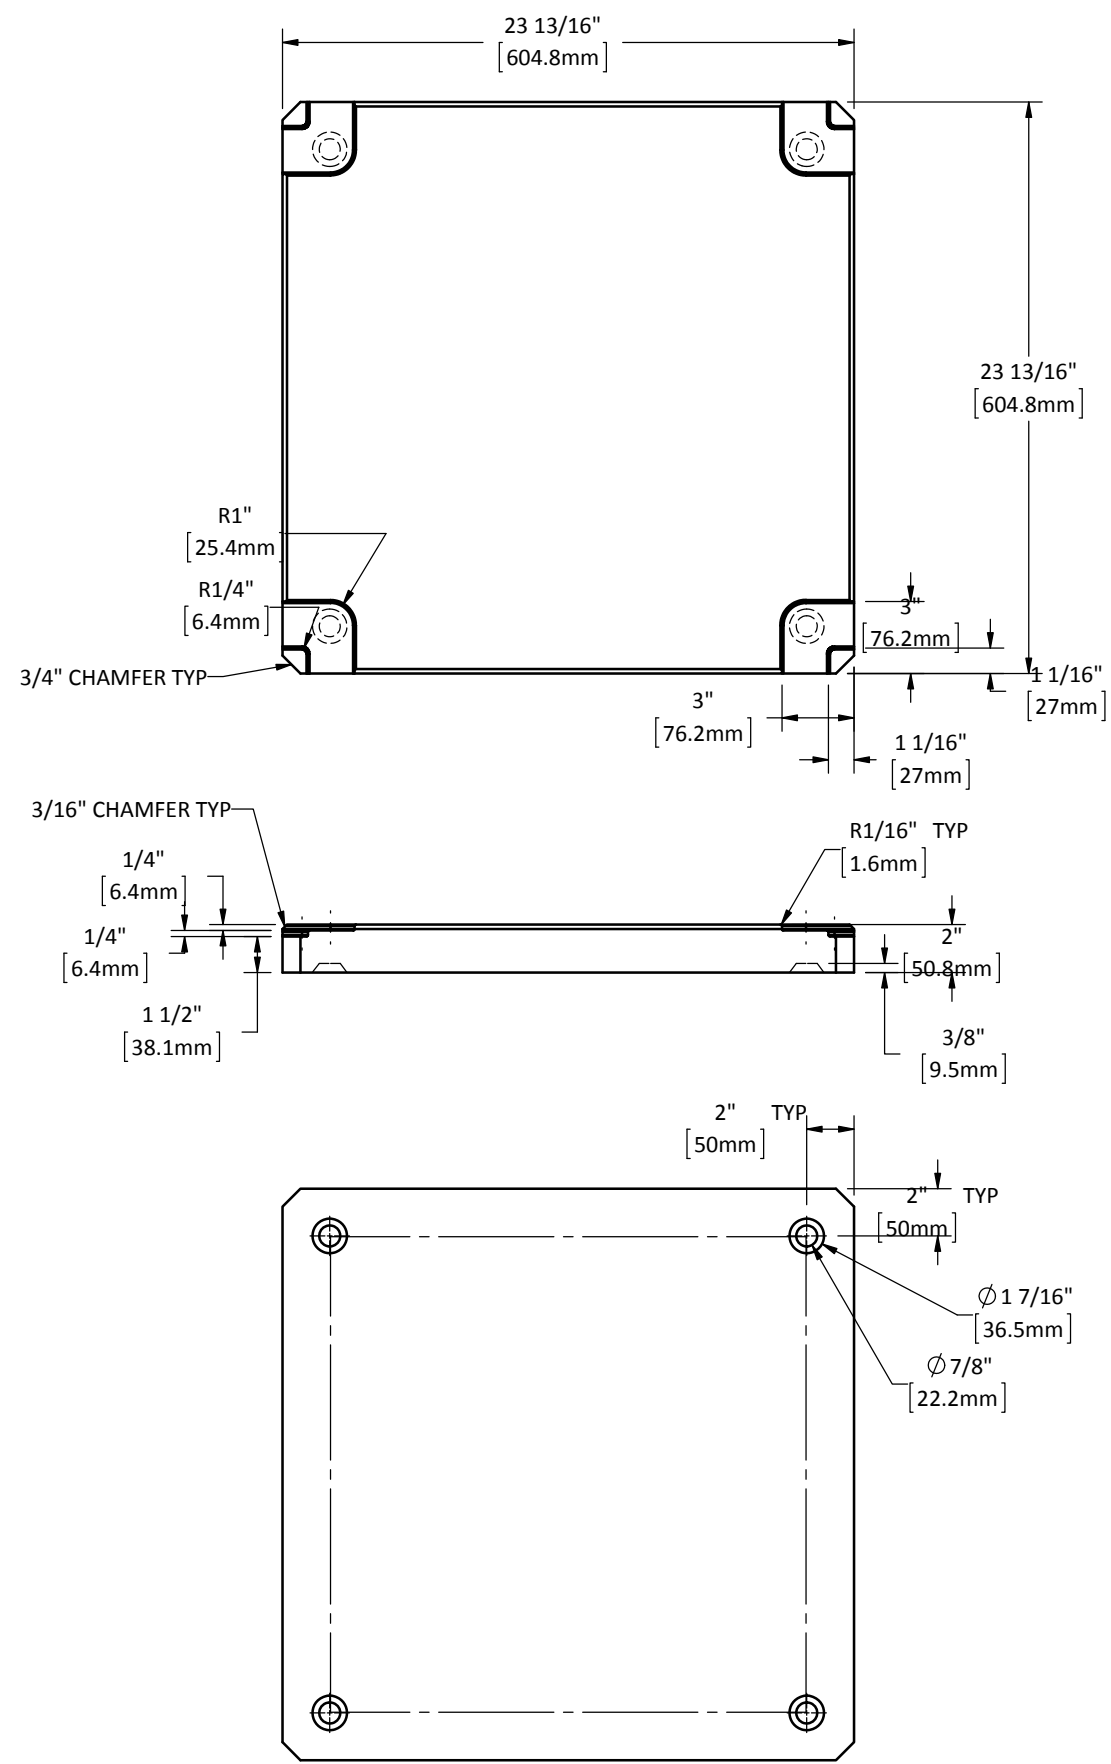 23 13/16"
[604.8mm]
23 13/16"
[604.8mm]
R1"
[25.4mm]
R1/4"
[6.4mm]
3/4" CHAMFER TYP
3"
[76.2mm]
1 1/16"
[27mm]
3"
[76.2mm]
1 1/16"
[27mm]
3/16" CHAMFER TYP
R1/16" TYP
[1.6mm]
1/4"
[6.4mm]
1/4"
[6.4mm]
2"
[50.8mm]
1 1/2"
[38.1mm]
3/8"
[9.5mm]
2" TYP
[50mm]
2" TYP
[50mm]
∅1 7/16"
[36.5mm]
∅7/8"
[22.2mm]